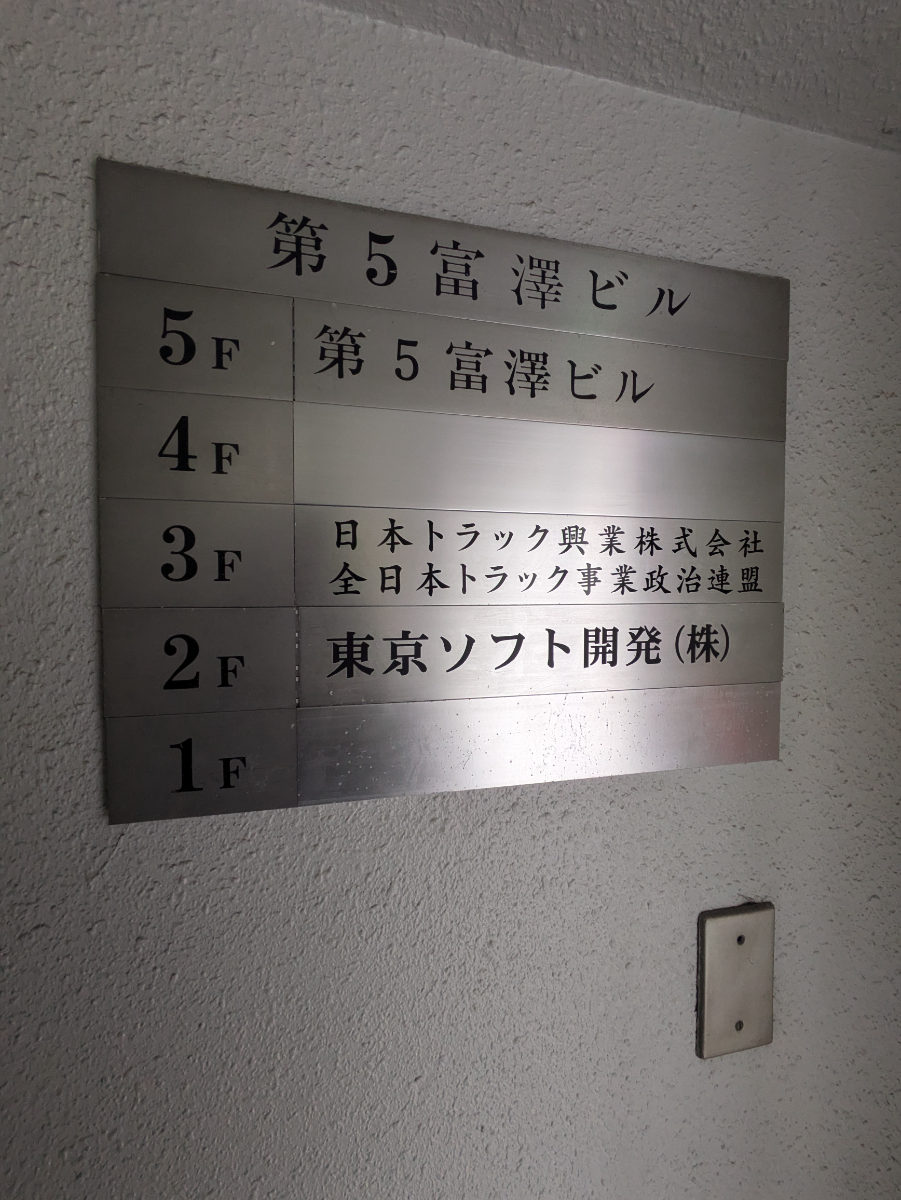 第5富澤ビル
5F 第5富澤ビル
4F
3F 日本トラック興業株式会社
全日本トラック事業政治連盟
2F 東京ソフト開発(株)
1F